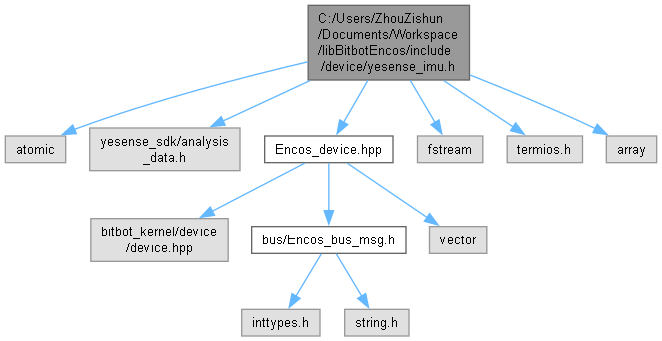 C:/Users/ZhouZishun
/Documents/Workspace
/libBitbotEncos/include
/device/yesense_imu.h
atomic
yesense_sdk/analysis
_data.h
Encos_device.hpp
fstream
termios.h
array
bitbot_kernel/device
/device.hpp
bus/Encos_bus_msg.h
vector
inttypes.h
string.h